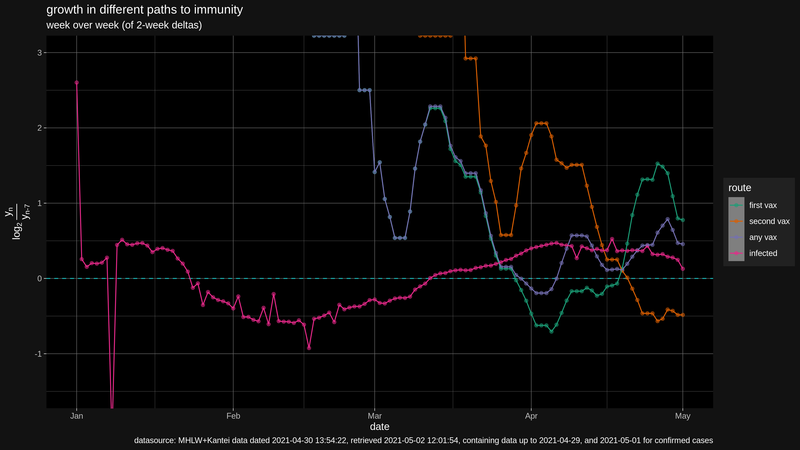 growth in different paths to immunity
week over week (of 2-week deltas)
3
2
1
0
-1
log2 yn / yn-7
Jan Feb Mar Apr May
date
route
first vax
second vax
any vax
infected
datasource: MHLW+Kantei data dated 2021-04-30 13:54:22, retrieved 2021-05-02 12:01:54, containing data up to 2021-04-29, and 2021-05-01 for confirmed cases